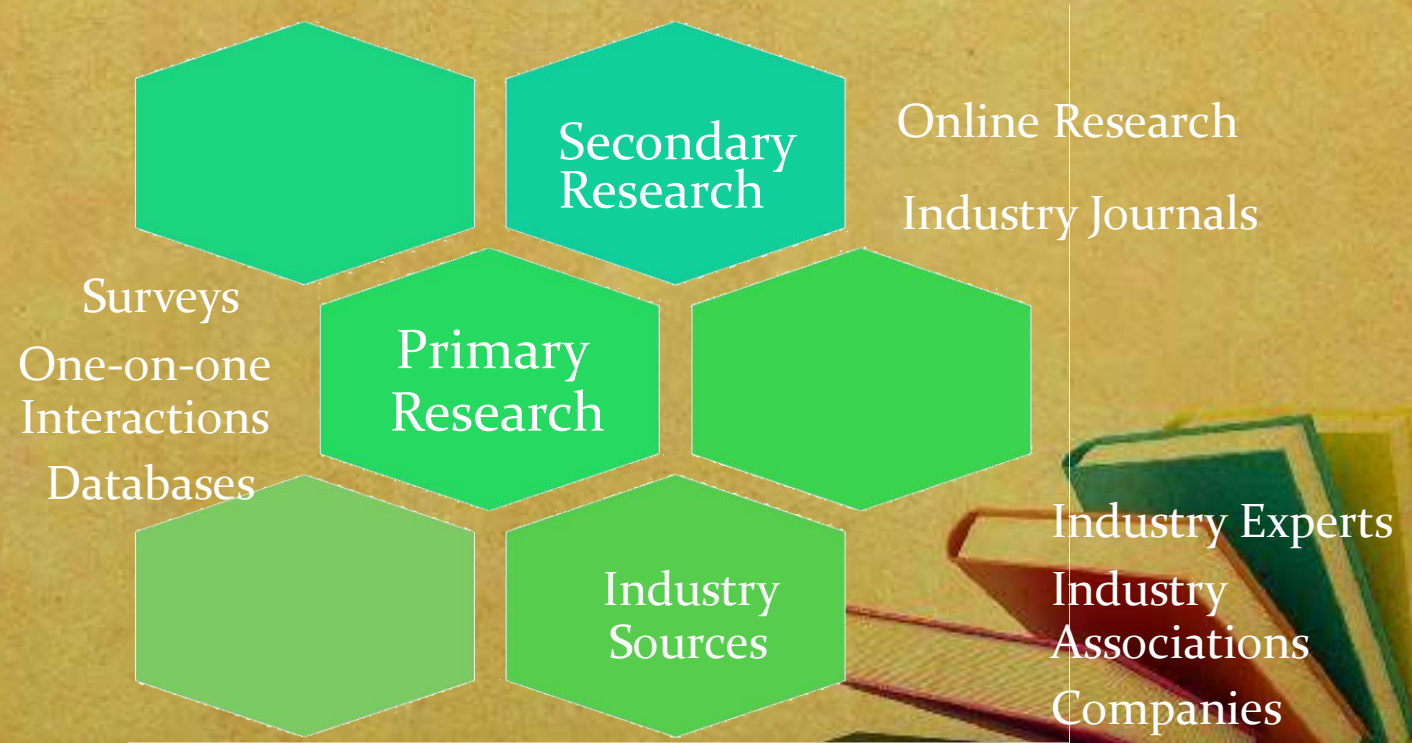 Secondary
Research
Online Research
Industry Journals
Surveys
One-on-one
Interactions
Databases
Primary
Research
Industry
Sources
Industry Experts
Industry
Associations
Companies